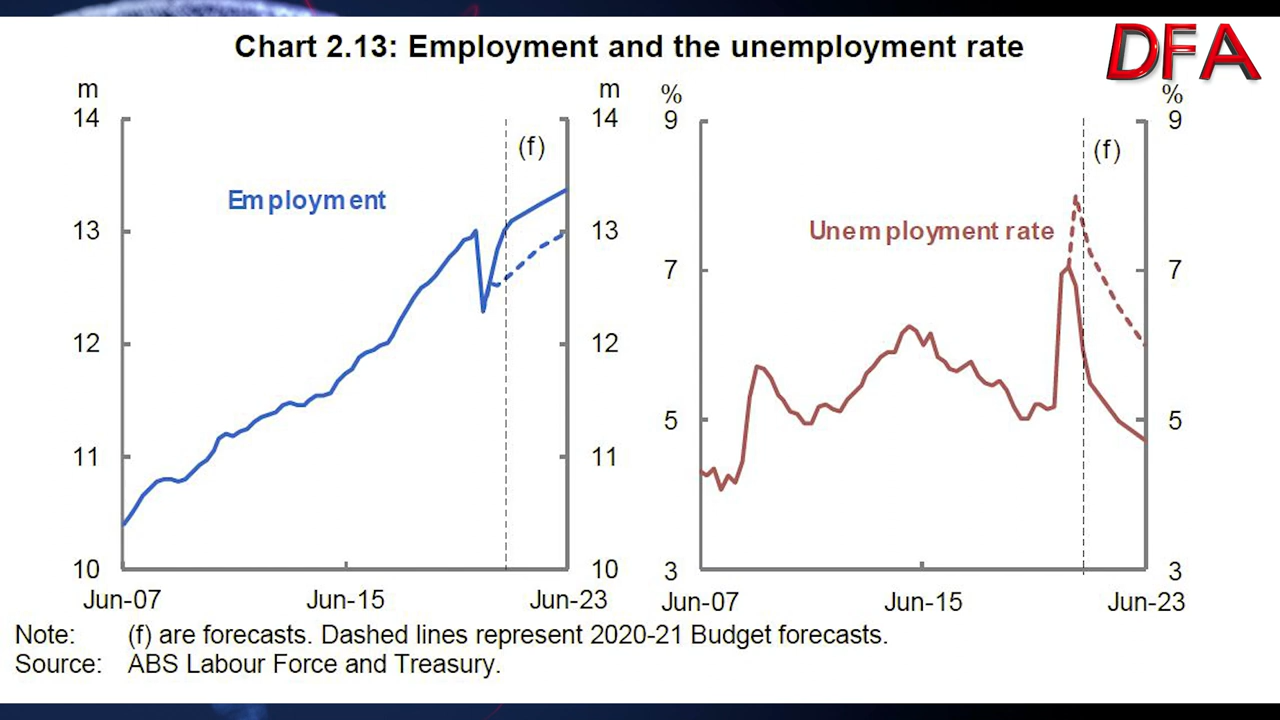 Chart 2.13: Employment and the unemployment rate
DFA
m
m
%
%
14
14
9
9
(f)
(f)
Employment
Unemployment rate
13
13
7
7
12
12
5
5
11
11
10
10
3
3
Jun-07
Jun-15
Jun-23
Jun-07
Jun-15
Jun-23
Note: (f) are forecasts. Dashed lines represent 2020-21 Budget forecasts.
Source: ABS Labour Force and Treasury.